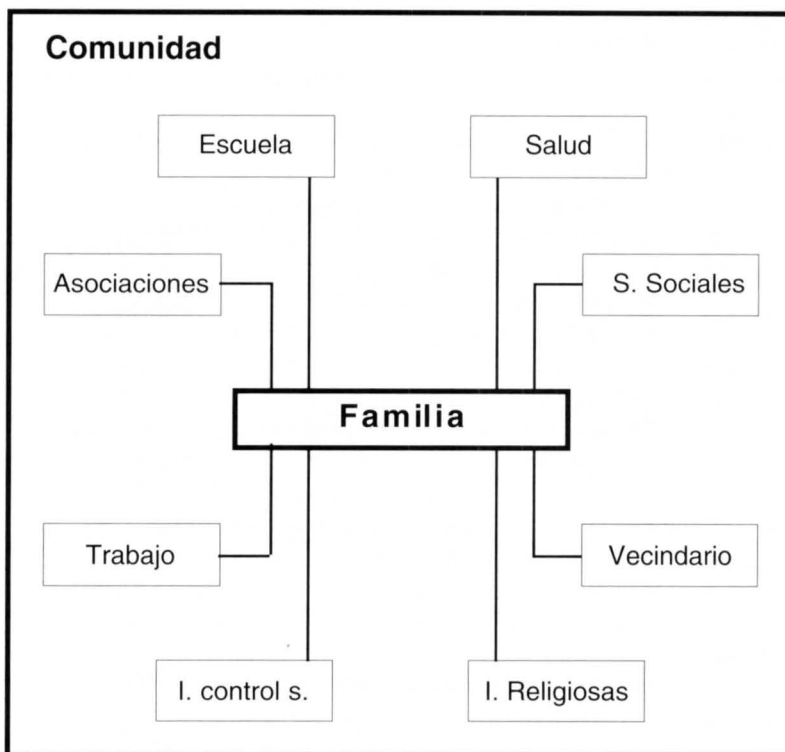 Comunidad
Escuela
Salud
Asociaciones
S. Sociales
Familia
Trabajo
Vecindario
I. control s.
I. Religiosas